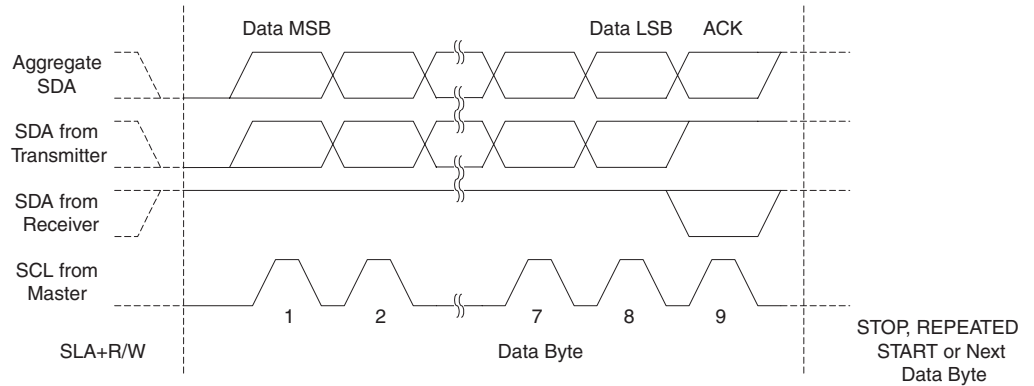 Data MSB
Data LSB
ACK
Aggregate
SDA
SDA from
Transmitter
SDA from
Receiver
SCL from
Master
1
2
7
8
9
SLA+R/W
Data Byte
STOP, REPEATED
START or Next
Data Byte